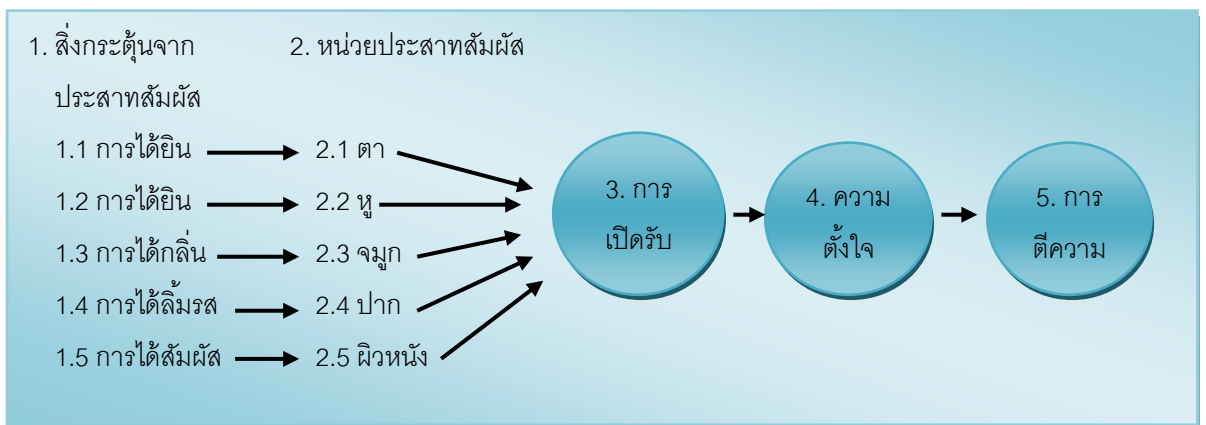 1. สิ่งกระตุ้นจาก
ประสาทสัมผัส
2. หน่วยประสาทสัมผัส
1.1 การได้ยิน
2.1 ตา
1.2 การได้ยิน
2.2 หู
1.3 การได้กลิ่น
2.3 จมูก
1.4 การได้ลิ้มรส
2.4 ปาก
1.5 การได้สัมผัส
2.5 ผิวหนัง
3. การ
เปิดรับ
4. ความ
ตั้งใจ
5. การ
ตีความ